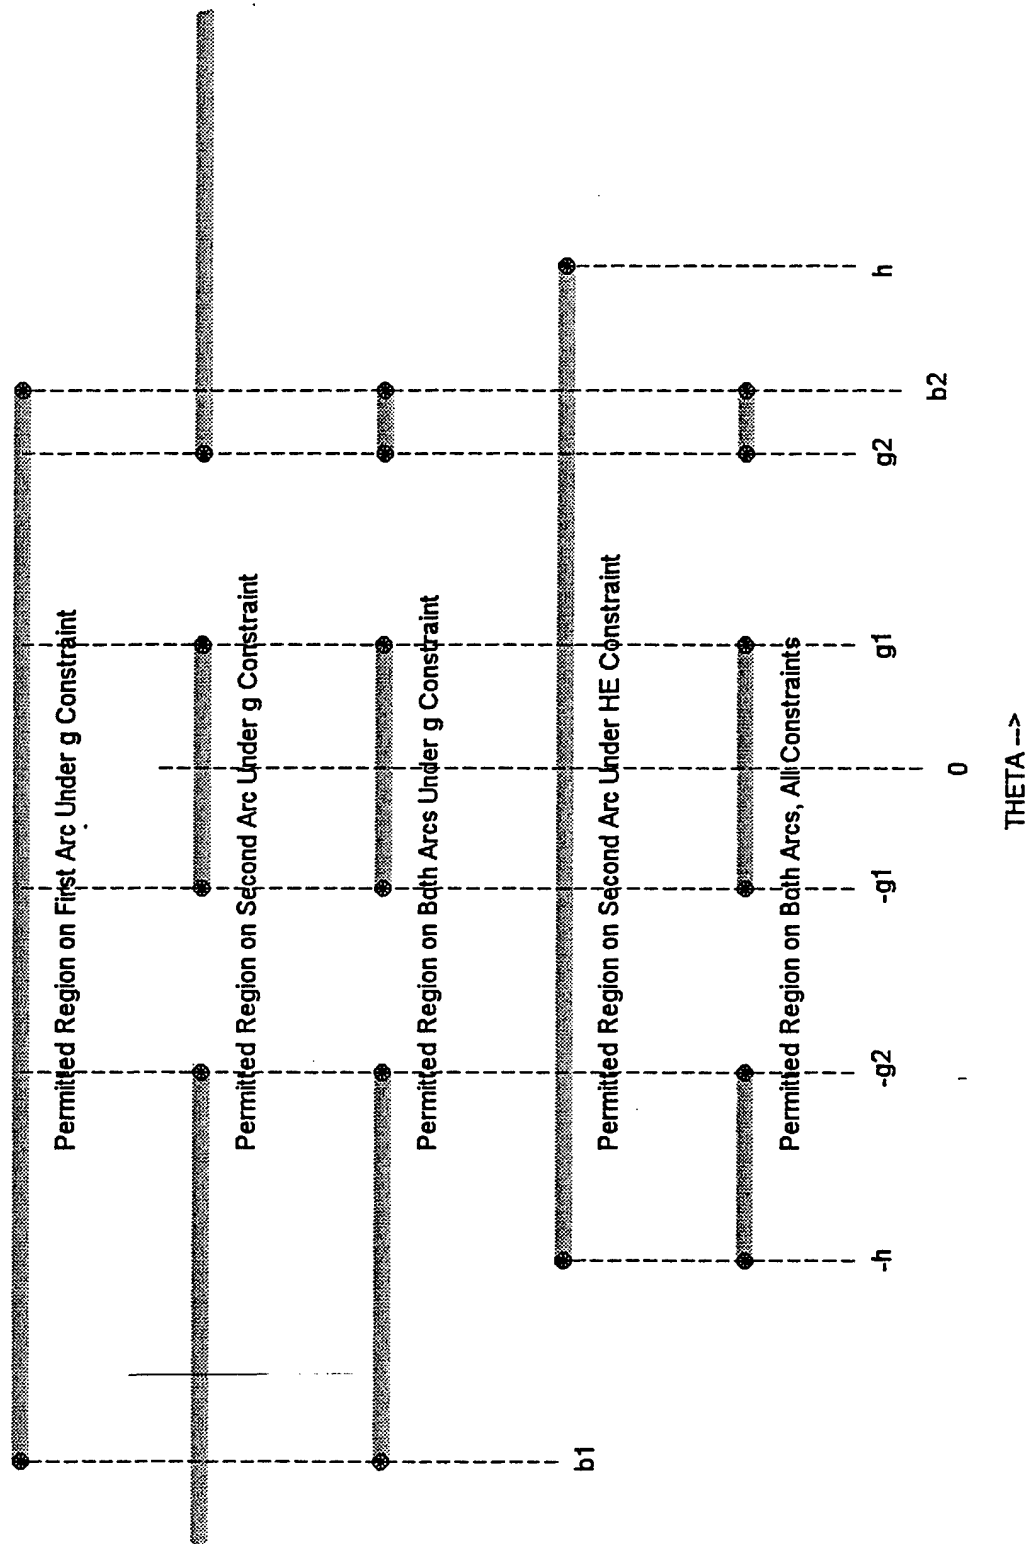 Permitted Region on First Arc Under g Constraint
Permitted Region on Second Arc Under g Constraint
Permitted Region on Both Arcs Under g Constraint
Permitted Region on Second Arc Under HE Constraint
Permitted Region on Both Arcs, All Constraints
b1
-h
-g2
-g1
g1
g2
h
b2
0
THETA -->